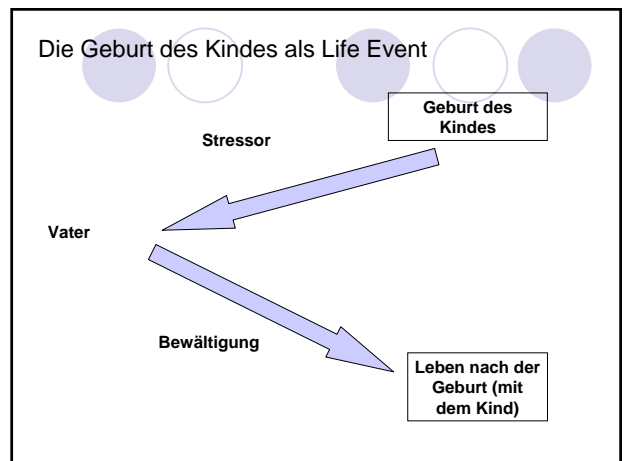 Die Geburt des Kindes als Life Event
Geburt des
Kindes
Stressor
Vater
Bewältigung
Leben nach der
Geburt (mit
dem Kind)